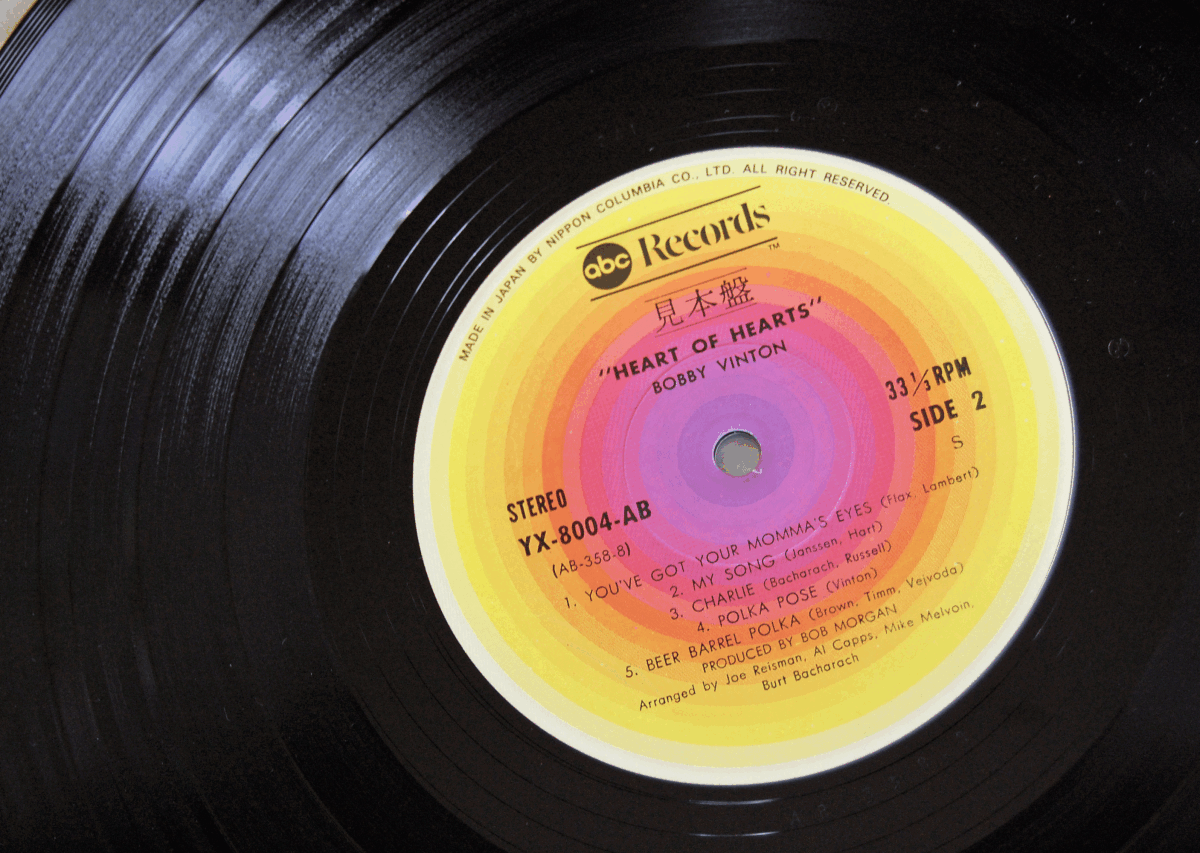 MADE IN JAPAN BY NIPPON COLUMBIA CO., LTD. ALL RIGHT RESERVED.
abc Records TM
見本盤
"HEART OF HEARTS"
BOBBY VINTON
33 1/3 RPM
SIDE 2
S
STEREO
YX-8004-AB
(AB-358-8)
1. YOU'VE GOT YOUR MOMMA'S EYES (Flax, Lambert)
2. MY SONG (Janssen, Hart)
3. CHARLIE (Bacharach, Russell)
4. POLKA POSE (Vinton)
5. BEER BARREL POLKA (Brown, Timm, Vejvoda)
PRODUCED BY BOB MORGAN
Arranged by Joe Reisman, Al Capps, Mike Melvoin,
Burt Bacharach